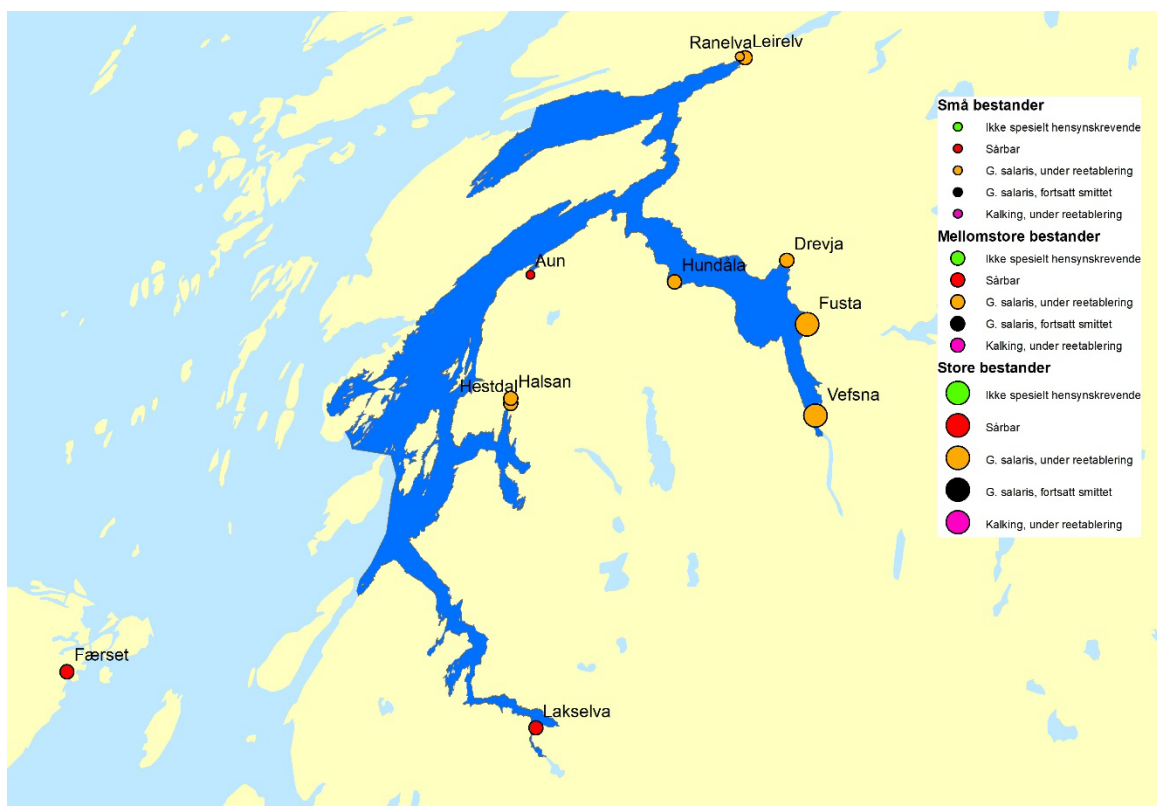 Ranelva Leirelv
Aun
Hundåla
Drevja
Fusta
Hestdal Halsan
Vefsna
Færset
Lakselva
Små bestander
Ikke spesielt hensynskrevende
Sårbar
G. salaris, under reetablering
G. salaris, fortsatt smittet
Kalking, under reetablering
Mellomstore bestander
Ikke spesielt hensynskrevende
Sårbar
G. salaris, under reetablering
G. salaris, fortsatt smittet
Kalking, under reetablering
Store bestander
Ikke spesielt hensynskrevende
Sårbar
G. salaris, under reetablering
G. salaris, fortsatt smittet
Kalking, under reetablering